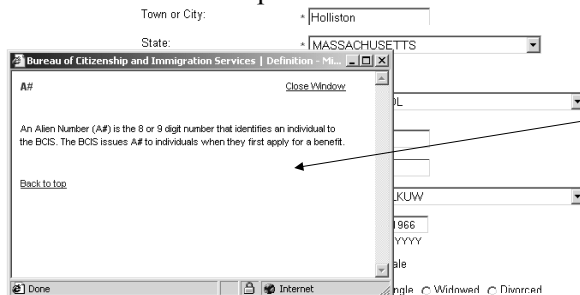 Town or City:
* Holliston
State:
* MASSACHUSETTS
Bureau of Citizenship and Immigration Services | Definition - Mi...
A#
Close Window
An Alien Number (A#) is the 8 or 9 digit number that identifies an individual to
the BCIS. The BCIS issues A# to individuals when they first apply for a benefit.
Back to top
LKUW
1966
YYYY
ale
ngle Widowed Divorced
Done
Internet